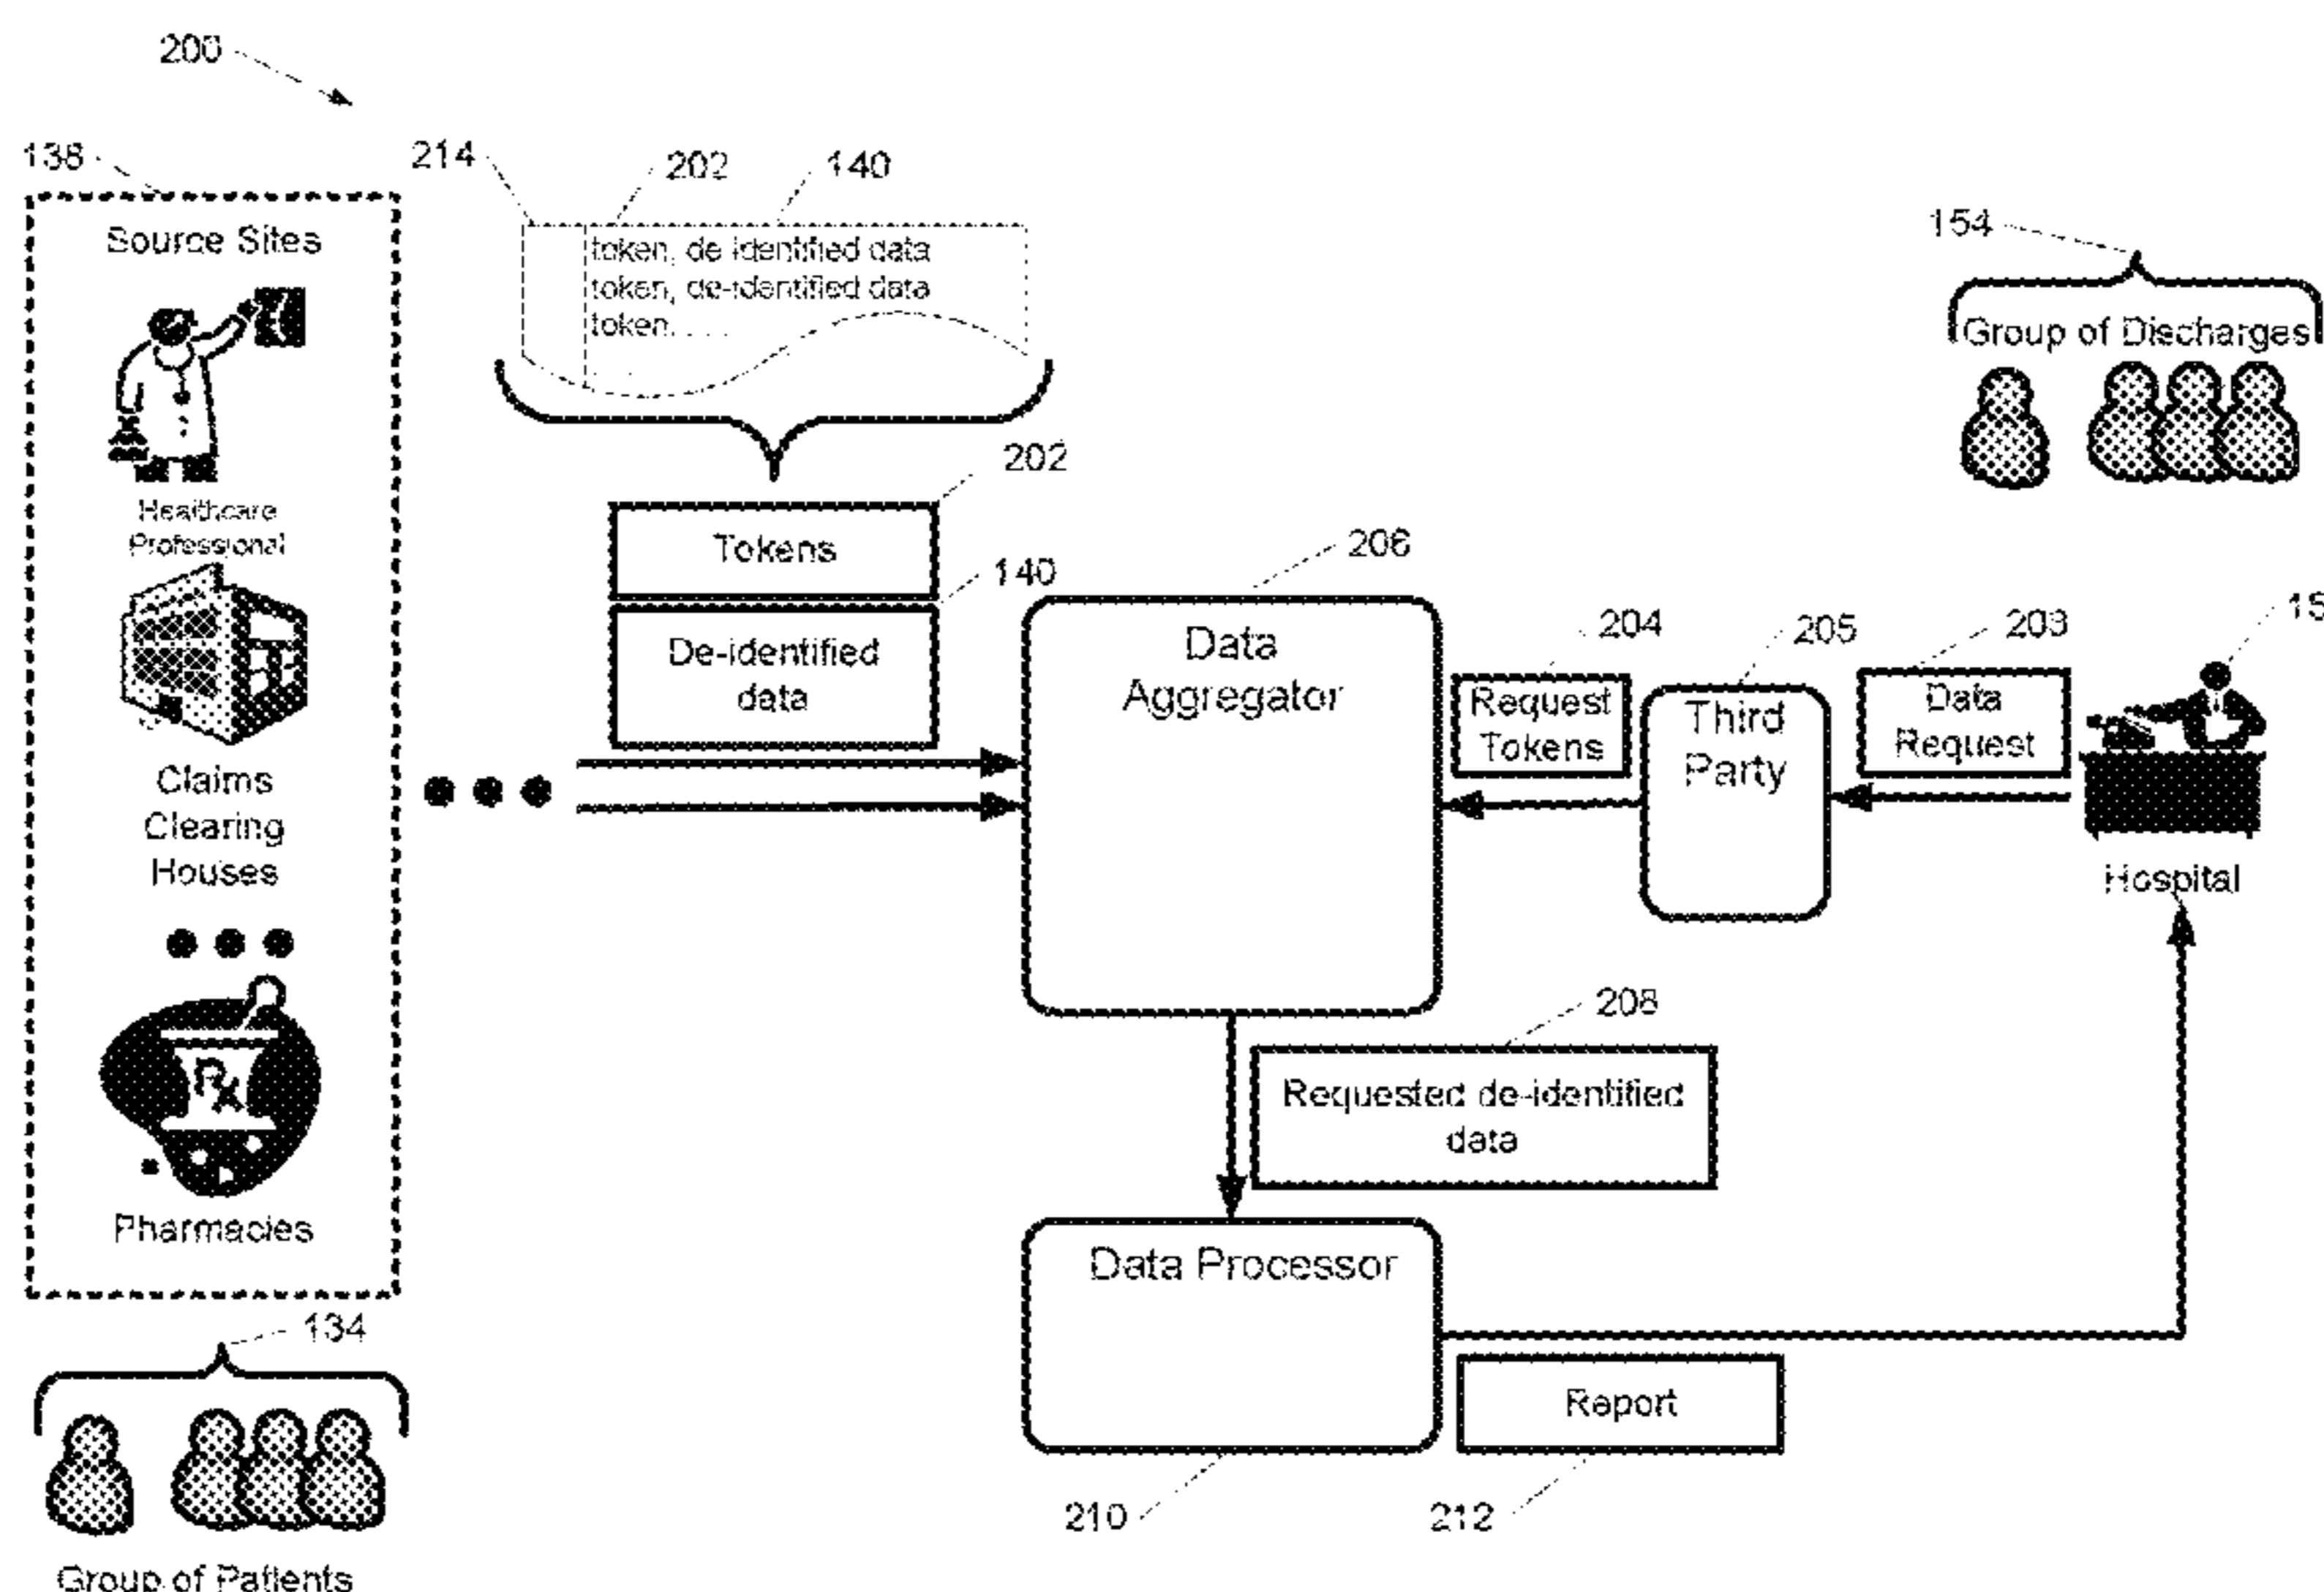 200
138
214
202
140
154
Source Sites
token, de-identified data
token, de-identified data
token. . . .
Group of Discharges
202
Healthcare
Professional
Tokens
206
140
204
205
203
De-identified
data
Data
Aggregator
Request
Tokens
Third
Party
Data
Request
Claims
Clearing
Houses
Hospital
208
Requested de-identified
data
Pharmacies
Data Processor
134
Report
210
212
Group of Patients